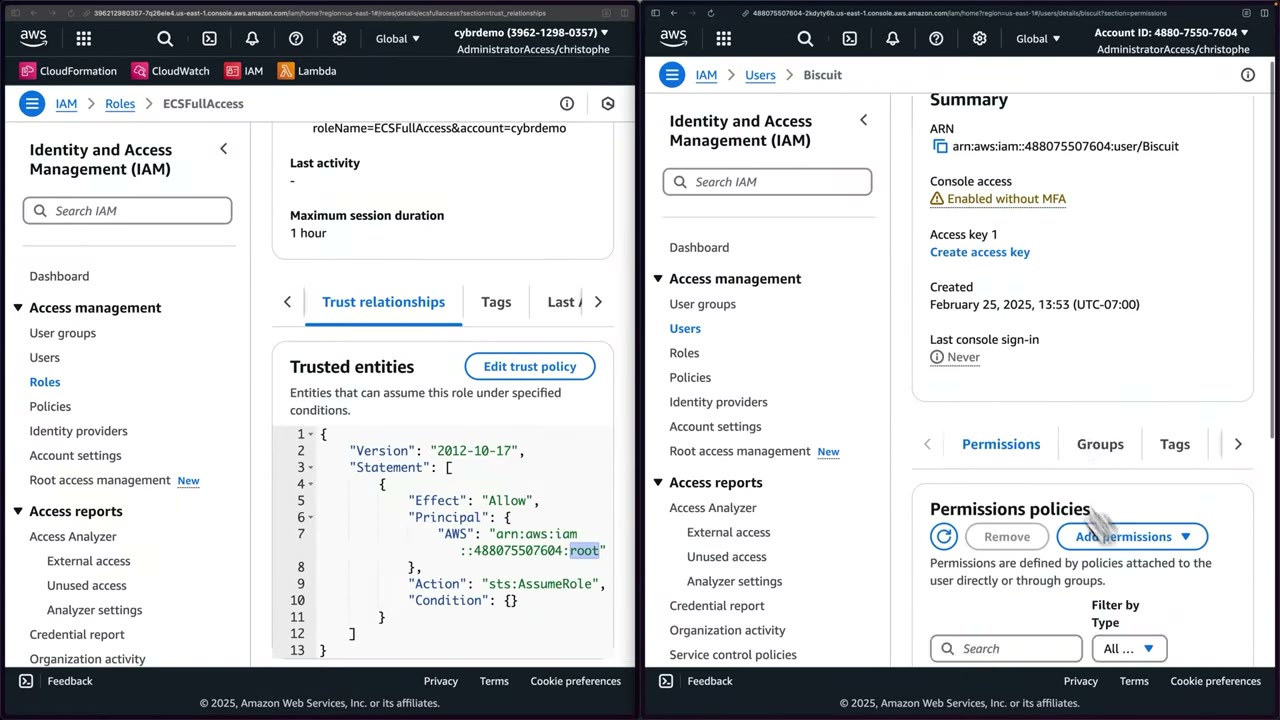 396212980357-7q26ele4.us-east-1.console.aws.amazon.com/iam/home?region=us-east-1#/roles/details/ecsfullaccess?section=trust_relationships
aws
Global ▼
cybrdemo (3962-1298-0357) ▼
AdministratorAccess/christophe
CloudFormation
CloudWatch
IAM
Lambda
IAM > Roles > ECSFullAccess
Identity and Access
Management (IAM)
Search IAM
Dashboard
Access management
User groups
Users
Roles
Policies
Identity providers
Account settings
Root access management New
Access reports
Access Analyzer
External access
Unused access
Analyzer settings
Credential report
Organization activity
roleName=ECSFullAccess&account=cybrdemo
Last activity
-
Maximum session duration
1 hour
Trust relationships
Tags
Last A
Trusted entities
Edit trust policy
Entities that can assume this role under specified
conditions.
1 {
2 "Version": "2012-10-17",
3 "Statement": [
4 {
5 "Effect": "Allow",
6 "Principal": {
7 "AWS": "arn:aws:iam
::488075507604:root"
8 },
9 "Action": "sts:AssumeRole",
10 "Condition": {}
11 }
12 ]
13 }
Feedback
Privacy
Terms
Cookie preferences
© 2025, Amazon Web Services, Inc. or its affiliates.
488075507604-2kdyty6b.us-east-1.console.aws.amazon.com/iam/home?region=us-east-1#/users/details/biscuit?section=permissions
aws
Global ▼
Account ID: 4880-7550-7604 ▼
AdministratorAccess/christophe
IAM > Users > Biscuit
Identity and Access
Management (IAM)
Search IAM
Dashboard
Access management
User groups
Users
Roles
Policies
Identity providers
Account settings
Root access management New
Access reports
Access Analyzer
External access
Unused access
Analyzer settings
Credential report
Organization activity
Service control policies
Summary
ARN
arn:aws:iam::488075507604:user/Biscuit
Console access
Enabled without MFA
Access key 1
Create access key
Created
February 25, 2025, 13:53 (UTC-07:00)
Last console sign-in
Never
Permissions
Groups
Tags
Permissions policies
Remove
Add permissions ▼
Permissions are defined by policies attached to the
user directly or through groups.
Filter by
Type
Search
All ... ▼
Feedback
Privacy
Terms
Cookie preferences
© 2025, Amazon Web Services, Inc. or its affiliates.